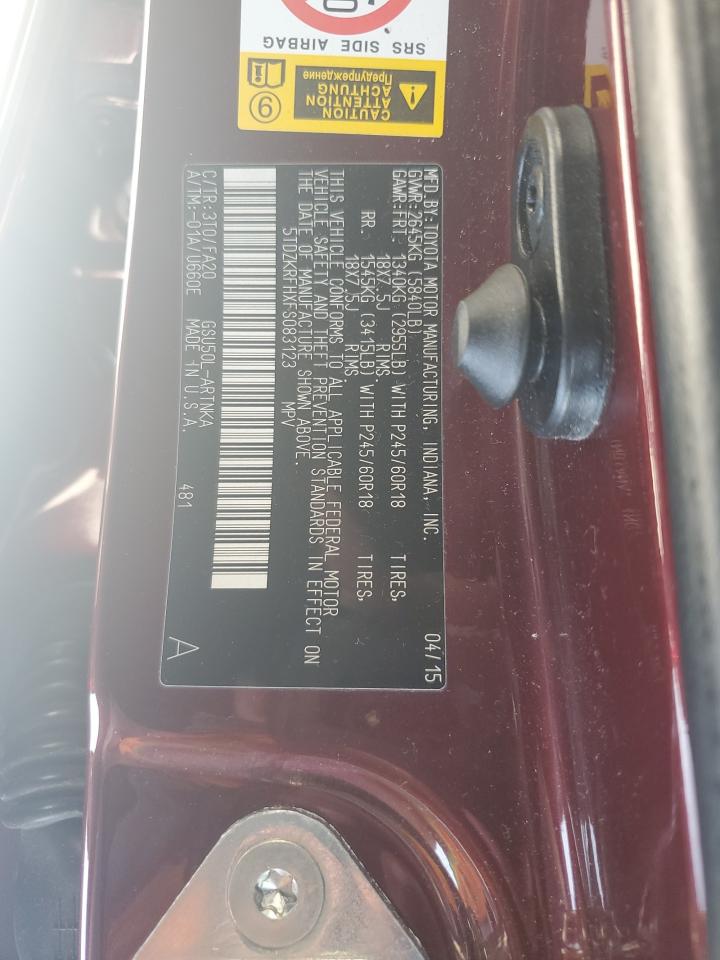 SRS SIDE AIRBAG
CAUTION
ATTENTION
ACHTUNG
Предупреждение
6
MFD.BY:TOYOTA MOTOR MANUFACTURING, INDIANA, INC. 04/15
GVWR:2645KG (5840LB)
GAWR:FRT. 1340KG (2955LB) WITH P245/60R18 TIRES,
18X7.5J RIMS
RR. 1545KG (3415LB) WITH P245/60R18 TIRES,
18X7.5J RIMS
THIS VEHICLE CONFORMS TO ALL APPLICABLE FEDERAL MOTOR
VEHICLE SAFETY AND THEFT PREVENTION STANDARDS IN EFFECT ON
THE DATE OF MANUFACTURE SHOWN ABOVE.
5TDZKRFHXFS083123 MPV
C/TR:3T0/FA20 GSU50L-ARTNKA
A/TM:-01A/U660E MADE IN U.S.A. 481
A